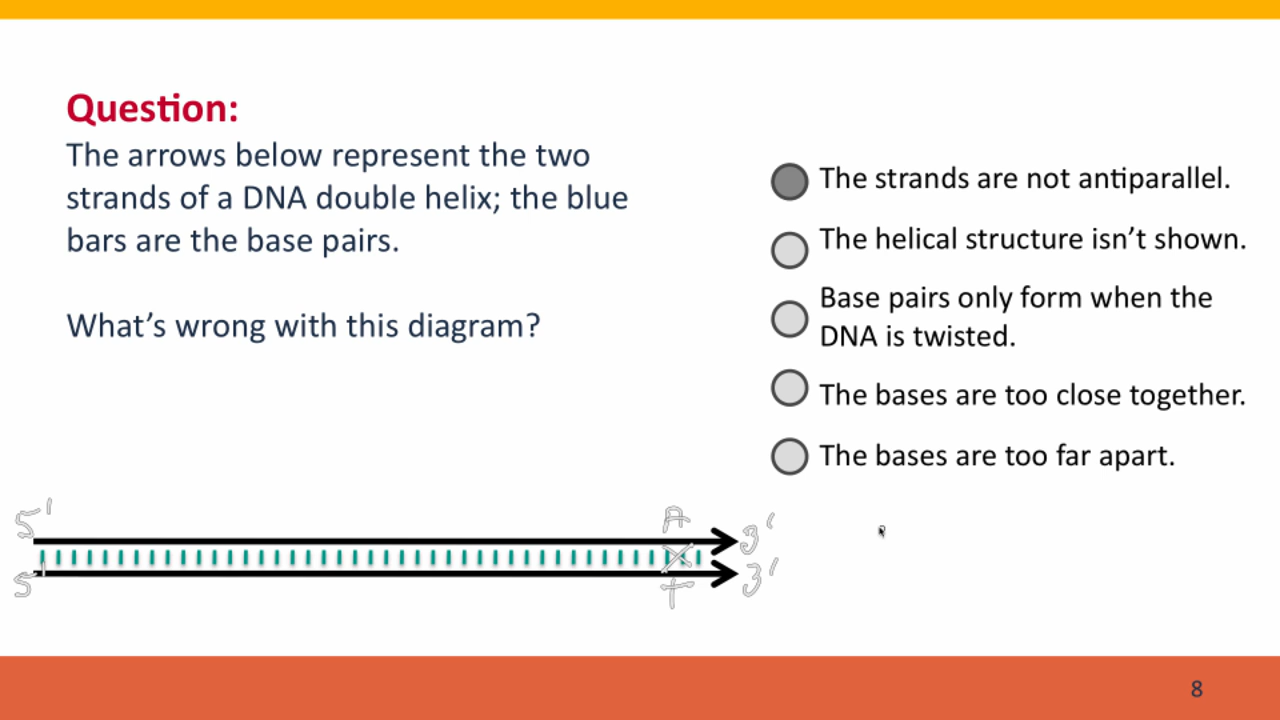 Question:
The arrows below represent the two
strands of a DNA double helix; the blue
bars are the base pairs.
What's wrong with this diagram?
The strands are not antiparallel.
The helical structure isn't shown.
Base pairs only form when the
DNA is twisted.
The bases are too close together.
The bases are too far apart.
5'
A
3'
5'
T
3'
8